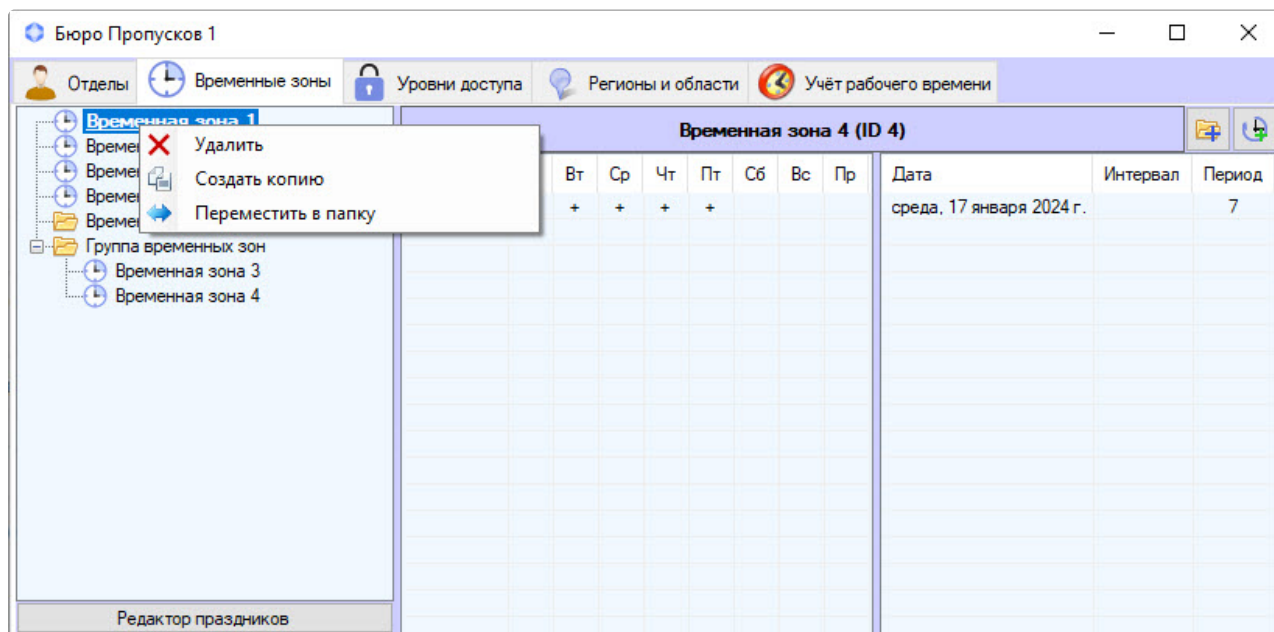 Бюро Пропусков 1
Отделы Временные зоны Уровни доступа Регионы и области Учёт рабочего времени
Временная зона 1
Временная зона 4 (ID 4)
Удалить
Создать копию
Переместить в папку
Вт Ср Чт Пт Сб Вс Пр Дата Интервал Период
+ + + + среда, 17 января 2024 г. 7
Группа временных зон
Временная зона 3
Временная зона 4
Редактор праздников